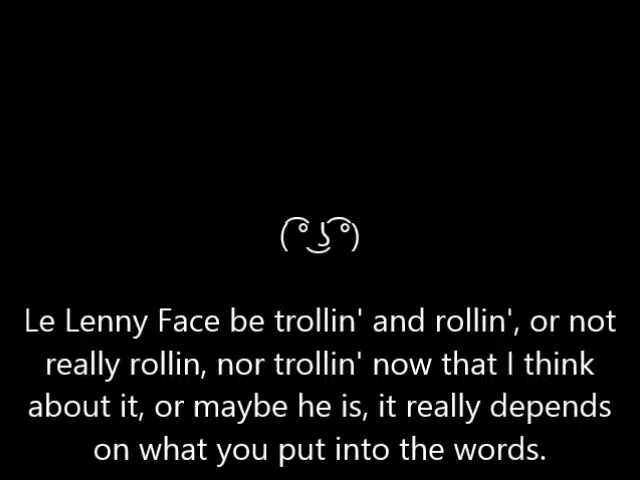 ( ͡° ͜ʖ ͡°)
Le Lenny Face be trollin' and rollin', or not
really rollin, nor trollin' now that I think
about it, or maybe he is, it really depends
on what you put into the words.